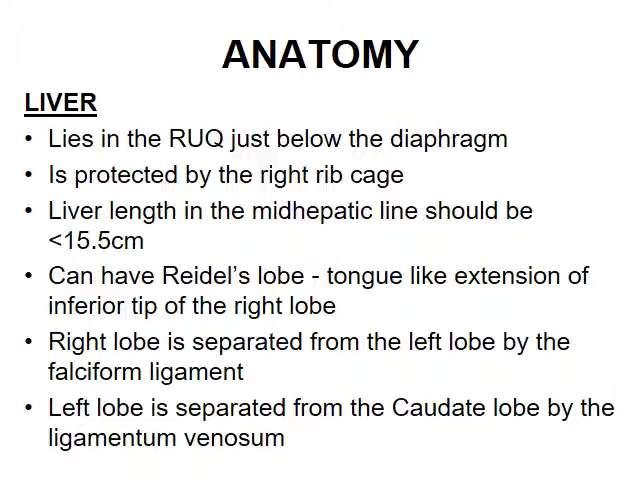 ANATOMY
LIVER
• Lies in the RUQ just below the diaphragm
• Is protected by the right rib cage
• Liver length in the midhepatic line should be
<15.5cm
• Can have Reidel’s lobe - tongue like extension of
inferior tip of the right lobe
• Right lobe is separated from the left lobe by the
falciform ligament
• Left lobe is separated from the Caudate lobe by the
ligamentum venosum